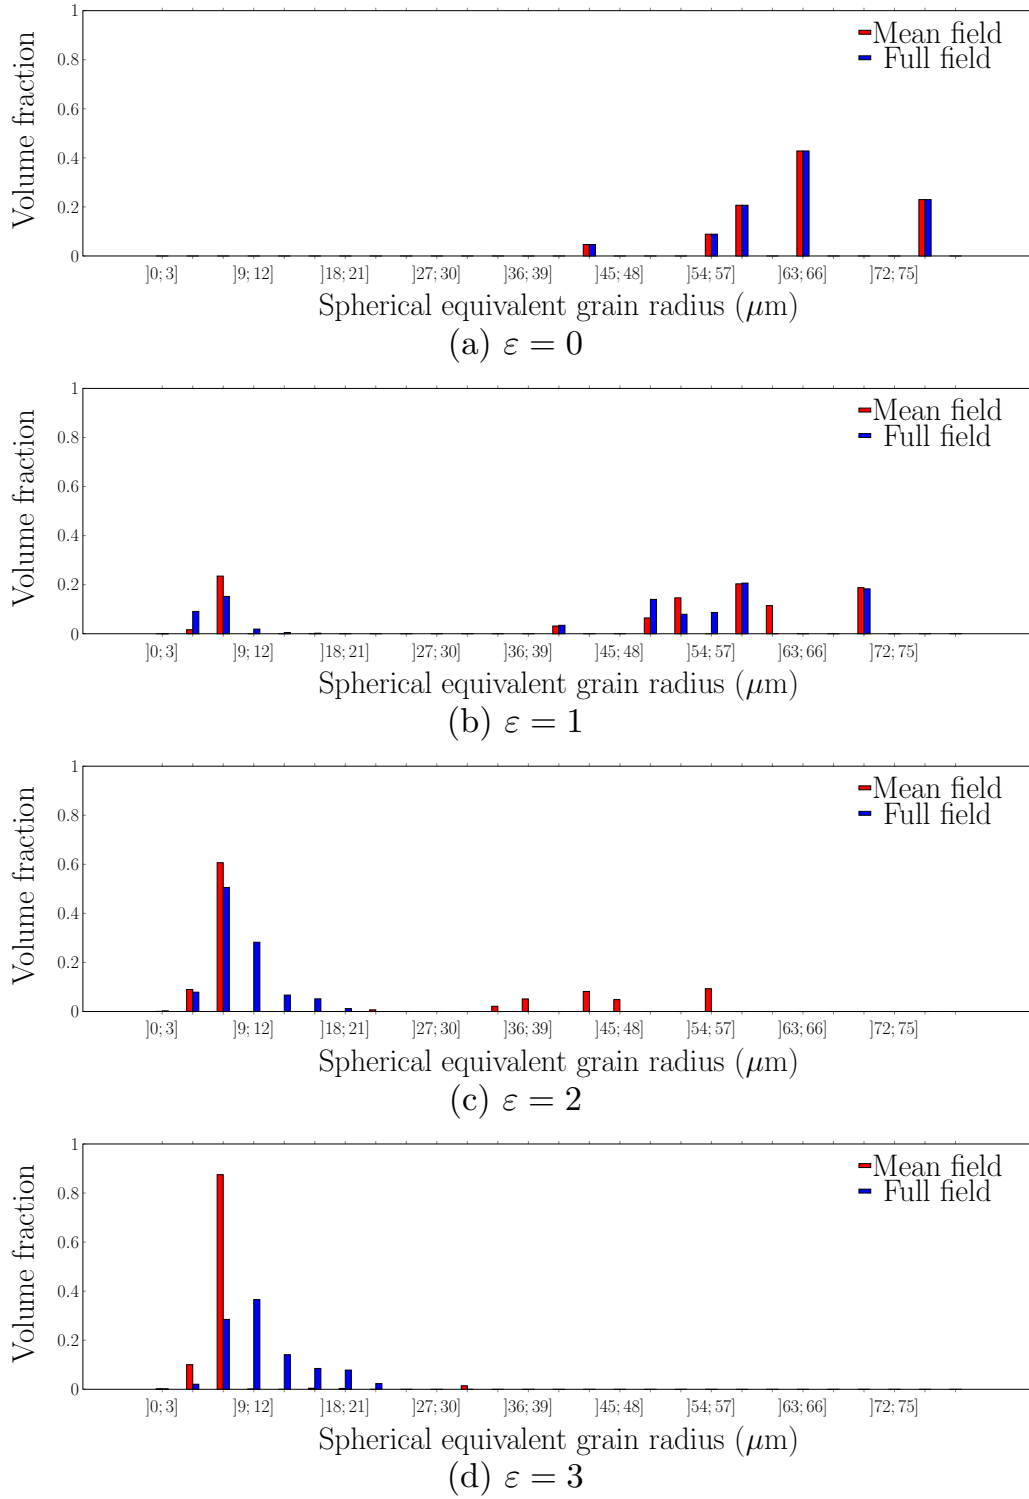 1
Mean field
Full field
0.8
0.6
0.4
0.2
0
Volume fraction
]0; 3] ]9; 12] ]18; 21] ]27; 30] ]36; 39] ]45; 48] ]54; 57] ]63; 66] ]72; 75]
Spherical equivalent grain radius (μm)
(a) ε = 0
1
Mean field
Full field
0.8
0.6
0.4
0.2
0
Volume fraction
]0; 3] ]9; 12] ]18; 21] ]27; 30] ]36; 39] ]45; 48] ]54; 57] ]63; 66] ]72; 75]
Spherical equivalent grain radius (μm)
(b) ε = 1
1
Mean field
Full field
0.8
0.6
0.4
0.2
0
Volume fraction
]0; 3] ]9; 12] ]18; 21] ]27; 30] ]36; 39] ]45; 48] ]54; 57] ]63; 66] ]72; 75]
Spherical equivalent grain radius (μm)
(c) ε = 2
1
Mean field
Full field
0.8
0.6
0.4
0.2
0
Volume fraction
]0; 3] ]9; 12] ]18; 21] ]27; 30] ]36; 39] ]45; 48] ]54; 57] ]63; 66] ]72; 75]
Spherical equivalent grain radius (μm)
(d) ε = 3